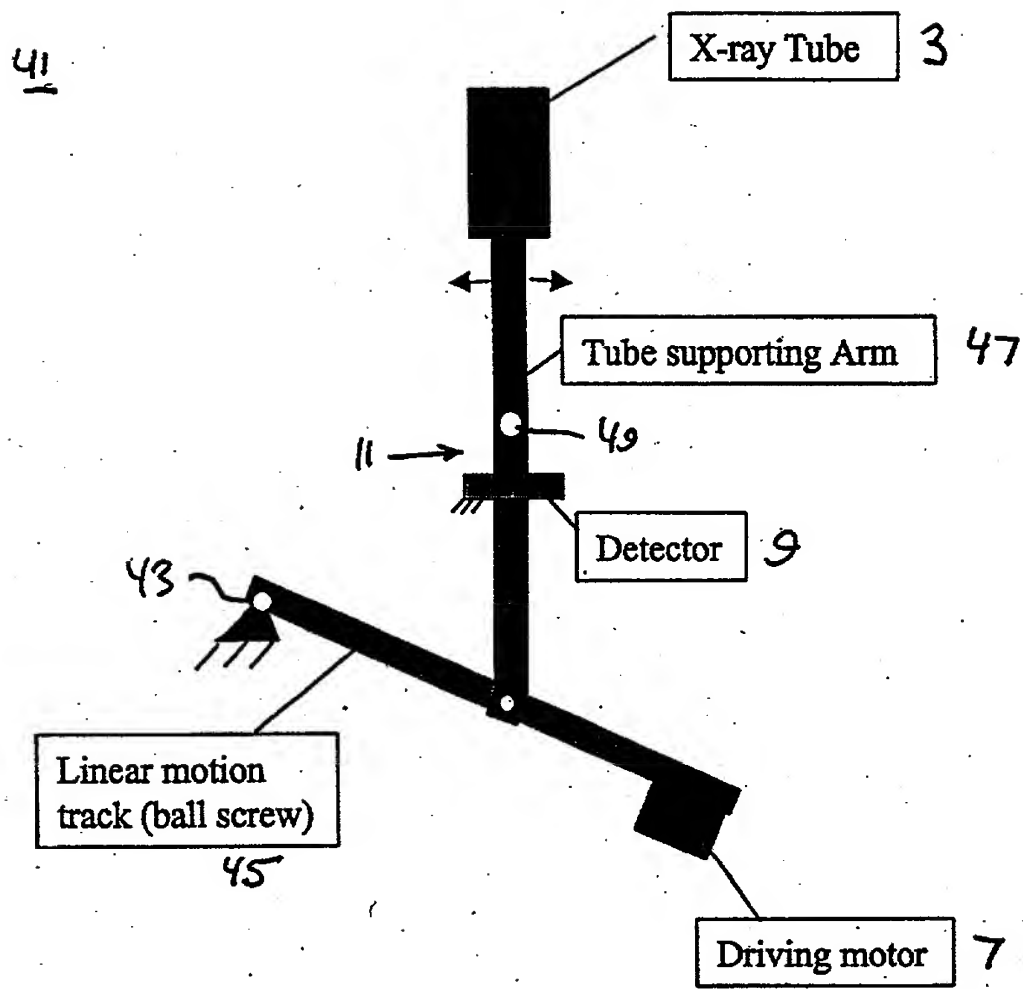 41
X-ray Tube 3
Tube supporting Arm 47
49
11
Detector 9
43
Linear motion
track (ball screw)
45
Driving motor 7